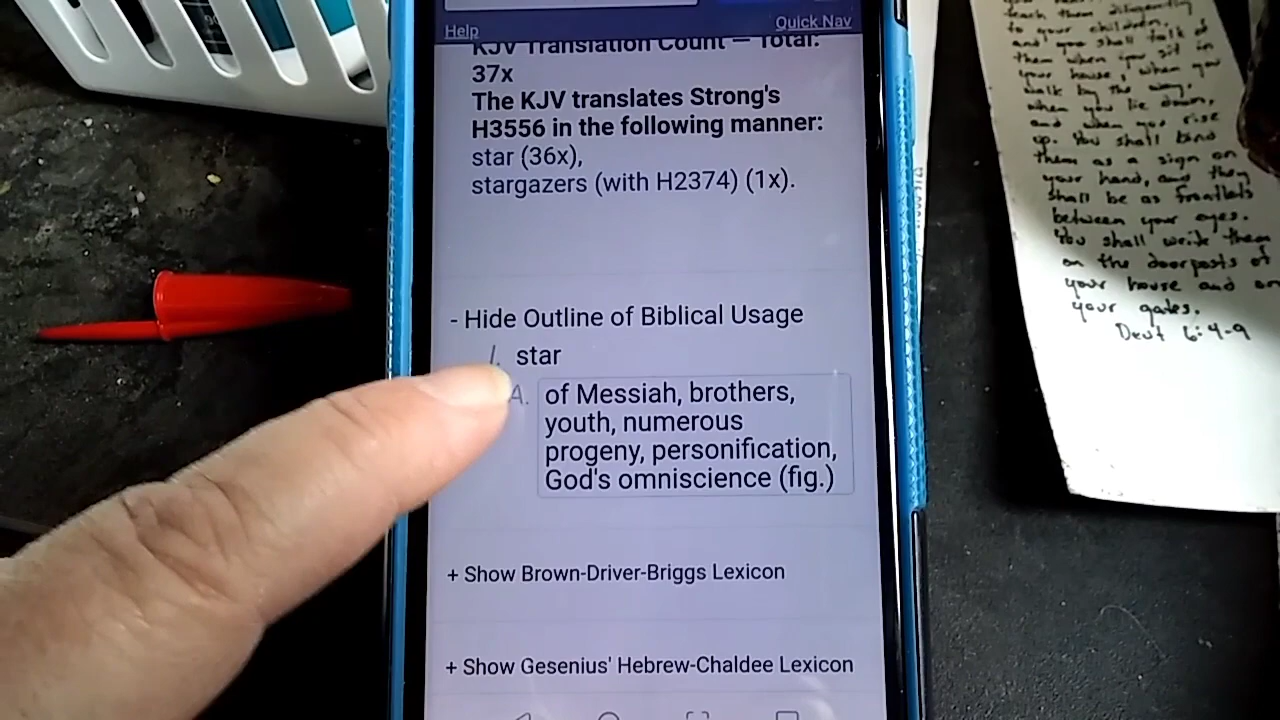 Help
Quick Nav
KJV Translation Count — Total:
37x
The KJV translates Strong's
H3556 in the following manner:
star (36x),
stargazers (with H2374) (1x).
- Hide Outline of Biblical Usage
I. star
A. of Messiah, brothers,
youth, numerous
progeny, personification,
God's omniscience (fig.)
+ Show Brown-Driver-Briggs Lexicon
+ Show Gesenius' Hebrew-Chaldee Lexicon
teach them diligently
to your children,
and you shall talk of
them when you sit in
your house, when you
walk by the way,
when you lie down,
and when you rise
up. You shall bind
them as a sign on
your hand, and they
shall be as frontlets
between your eyes.
You shall write them
on the doorposts of
your house and on
your gates.
Deut 6:4-9